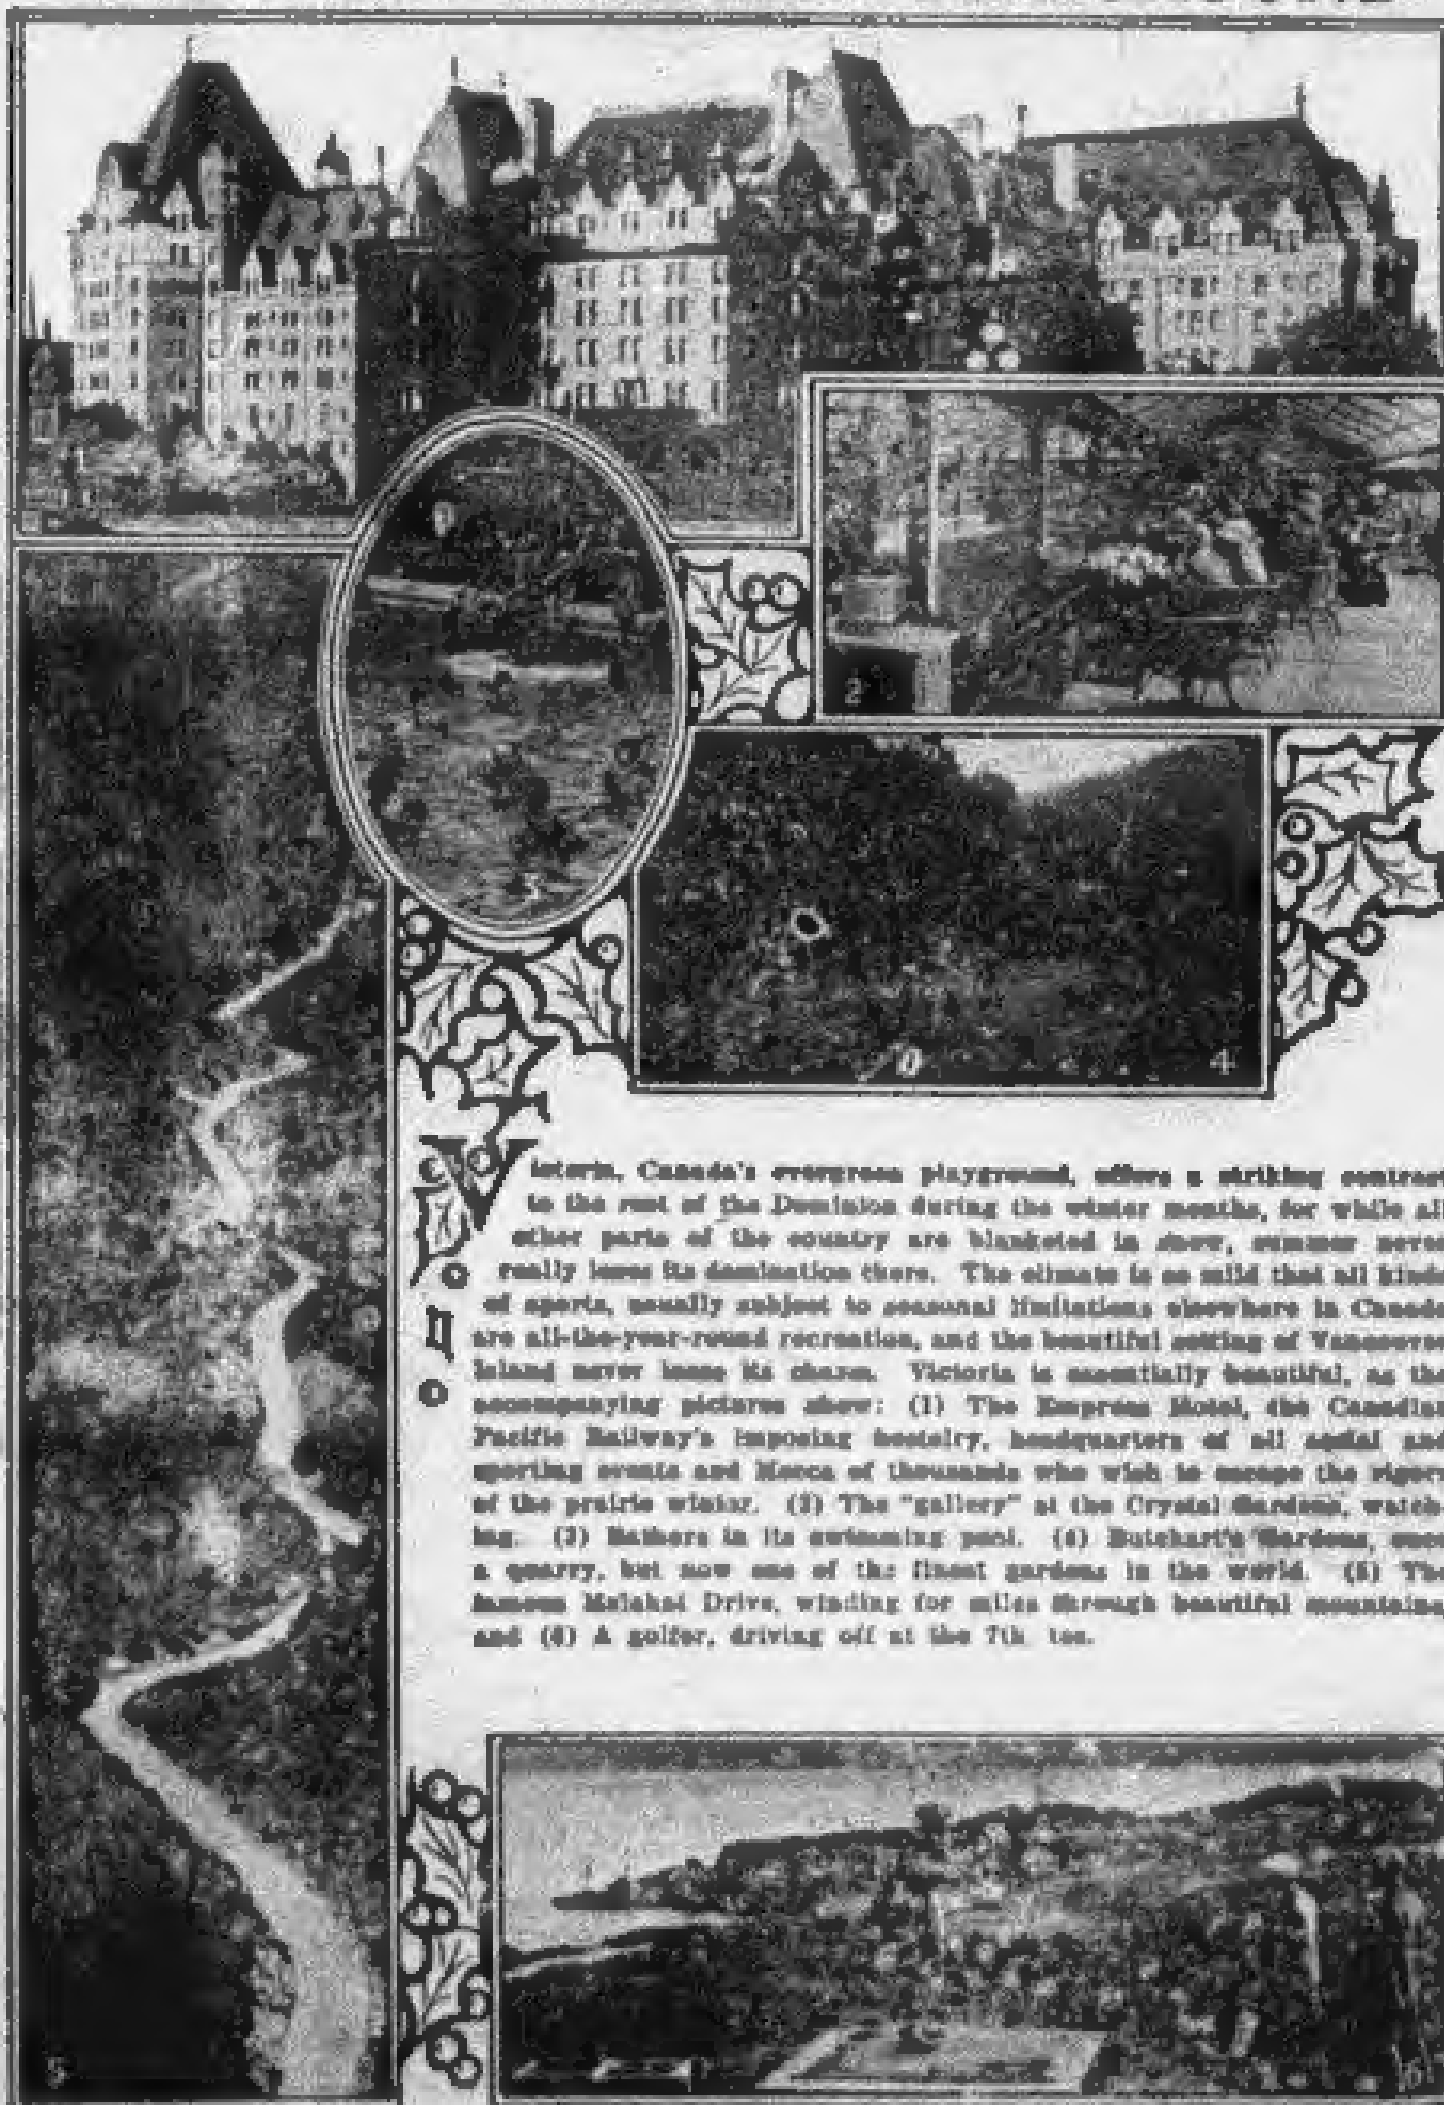 Victoria, Canada's evergreen playground, offers a striking contrast
to the rest of the Dominion during the winter months, for while all
other parts of the country are blanketed in snow, summer never
really loses its domination there. The climate is so mild that all kinds
of sports, usually subject to seasonal limitations elsewhere in Canada
are all-the-year-round recreation, and the beautiful setting of Vancouver
Island never loses its charm. Victoria is essentially beautiful, as the
accompanying pictures show: (1) The Empress Hotel, the Canadian
Pacific Railway's imposing hostelry, headquarters of all social and
sporting events and Mecca of thousands who wish to escape the rigors
of the prairie winter. (2) The "gallery" at the Crystal Gardens, watch-
ing. (3) Bathers in its swimming pool. (4) Butchart's Gardens, once
a quarry, but now one of the finest gardens in the world. (5) The
famous Malahat Drive, winding for miles through beautiful mountains
and (6) A golfer, driving off at the 7th tee.
2
3
4
5
6